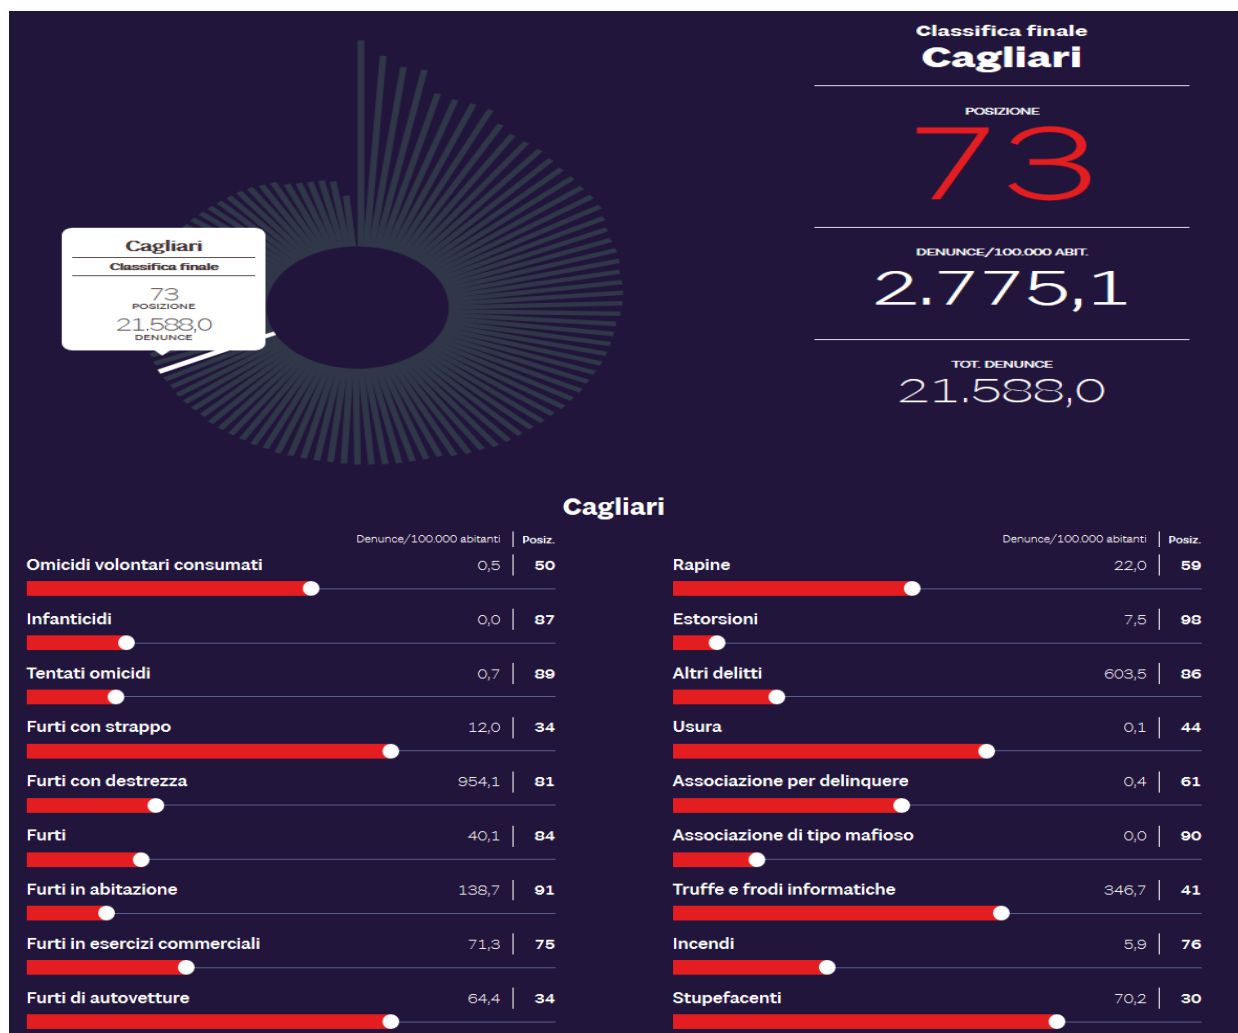 Classifica finale
Cagliari
POSIZIONE
73
DENUNCE/100.000 ABIT.
2.775,1
TOT. DENUNCE
21.588,0
Cagliari
Classifica finale
73
POSIZIONE
21.588,0
DENUNCE
Cagliari
Denunce/100.000 abitanti Posiz.
Omicidi volontari consumati 0,5 50
Infanticidi 0,0 87
Tentati omicidi 0,7 89
Furti con strappo 12,0 34
Furti con destrezza 954,1 81
Furti 40,1 84
Furti in abitazione 138,7 91
Furti in esercizi commerciali 71,3 75
Furti di autovetture 64,4 34
Denunce/100.000 abitanti Posiz.
Rapine 22,0 59
Estorsioni 7,5 98
Altri delitti 603,5 86
Usura 0,1 44
Associazione per delinquere 0,4 61
Associazione di tipo mafioso 0,0 90
Truffe e frodi informatiche 346,7 41
Incendi 5,9 76
Stupefacenti 70,2 30